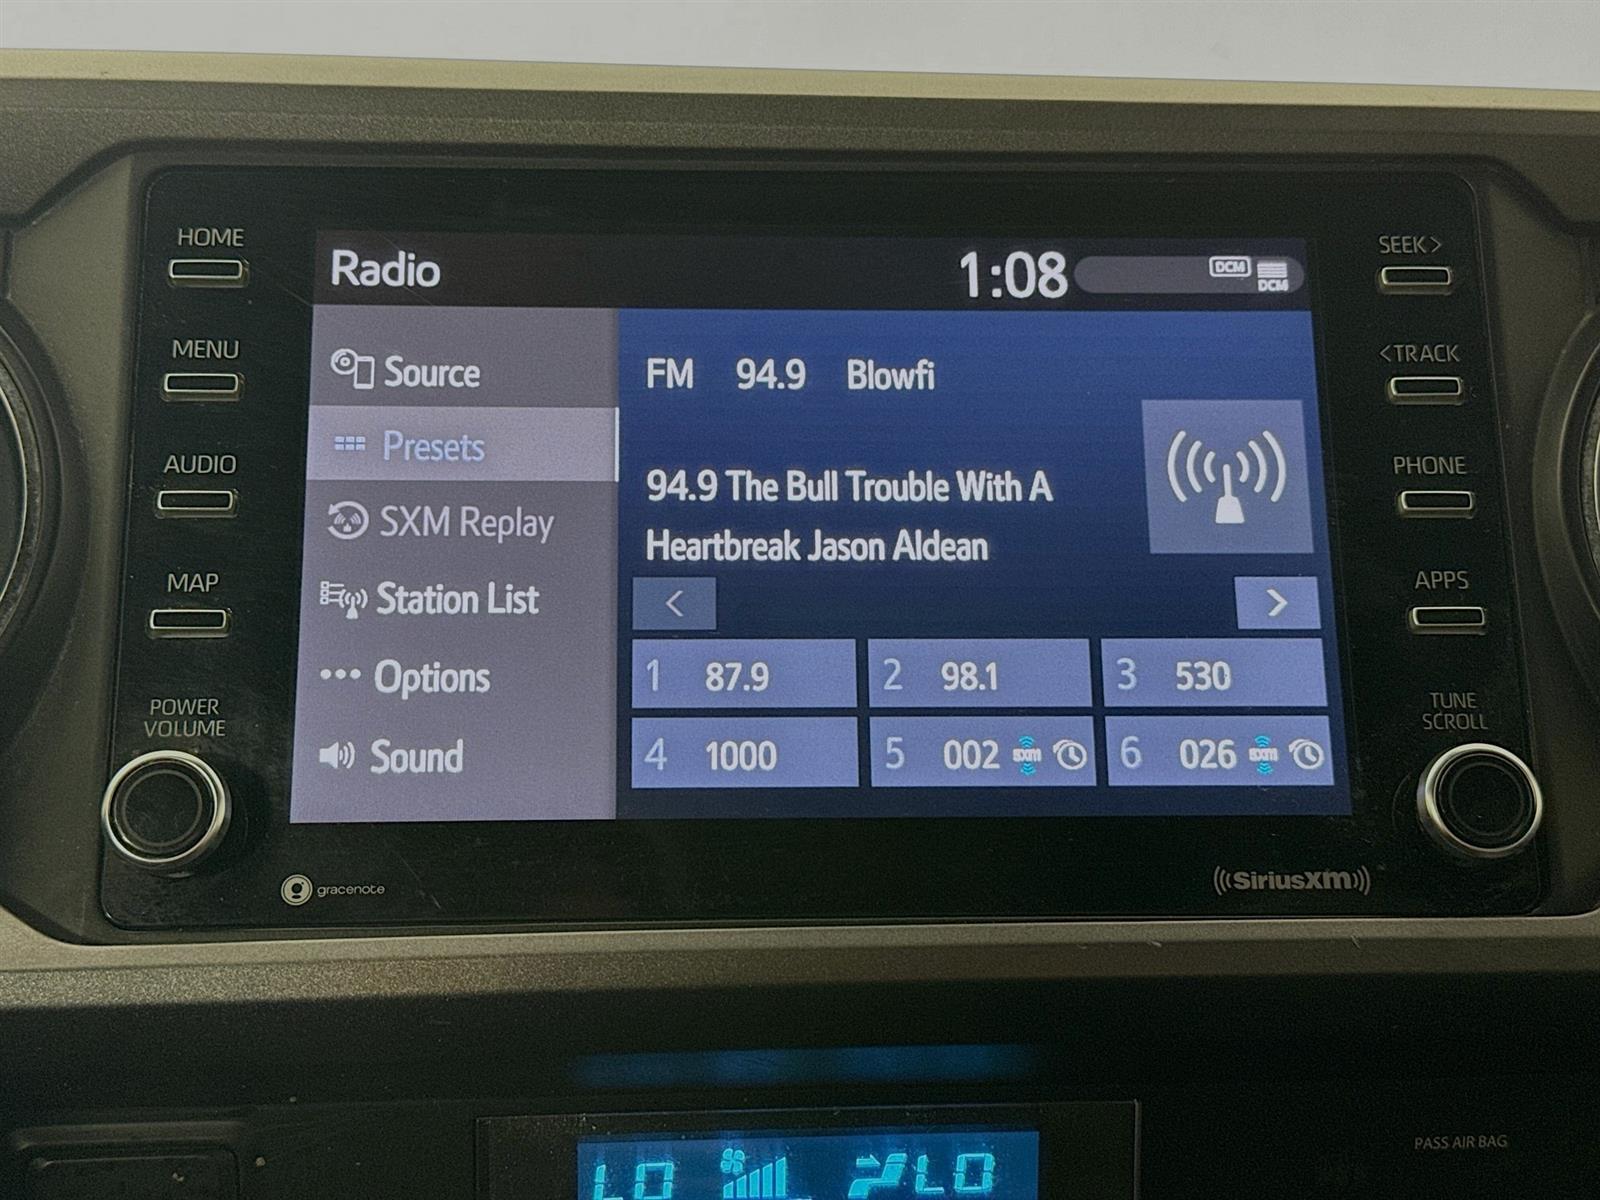 HOME
MENU
AUDIO
MAP
POWER
VOLUME
Radio
1:08
DCM
DCM
Source
Presets
SXM Replay
Station List
Options
Sound
FM 94.9 Blowfi
94.9 The Bull Trouble With A
Heartbreak Jason Aldean
<
>
1 87.9
2 98.1
3 530
4 1000
5 002 sxm
6 026 sxm
SEEK>
<TRACK
PHONE
APPS
TUNE
SCROLL
gracenote
SiriusXM
LO
LO
PASS AIR BAG